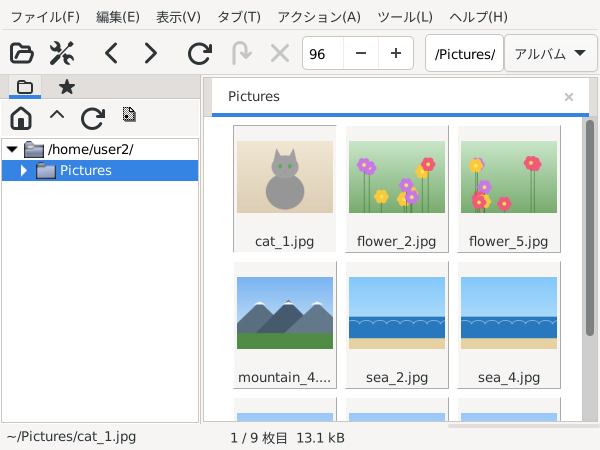 ファイル(F) 編集(E) 表示(V) タブ(T) アクション(A) ツール(L) ヘルプ(H)
96 /Pictures/ アルバム
Pictures
/home/user2/
Pictures
cat_1.jpg flower_2.jpg flower_5.jpg
mountain_4.... sea_2.jpg sea_4.jpg
~/Pictures/cat_1.jpg 1 / 9 枚目 13.1 kB